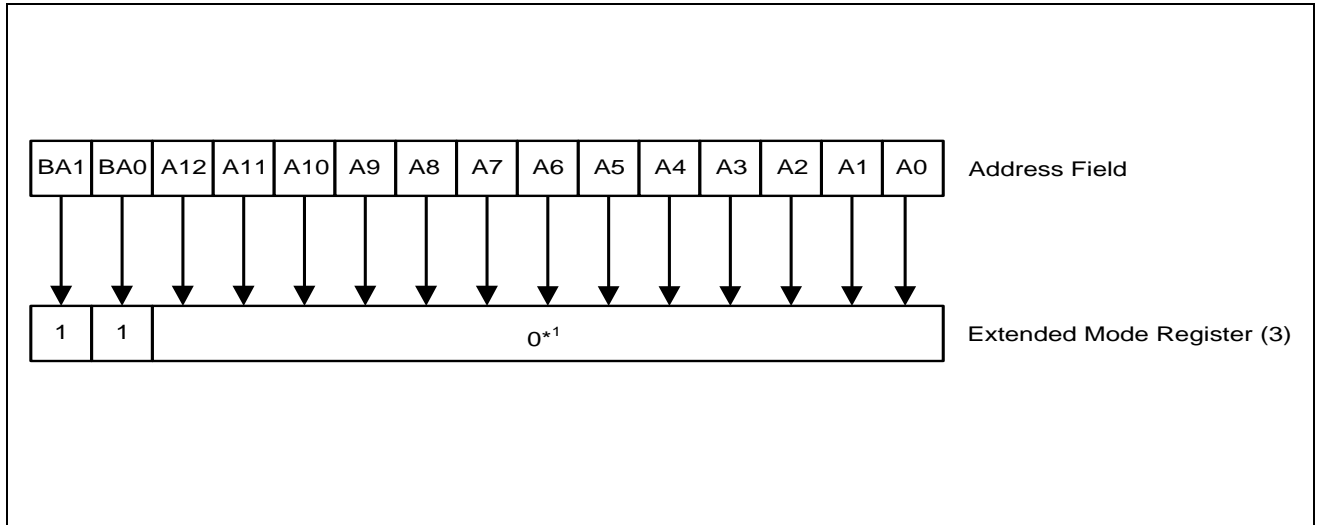 BA1 BA0 A12 A11 A10 A9 A8 A7 A6 A5 A4 A3 A2 A1 A0 Address Field
1 1 0*1 Extended Mode Register (3)